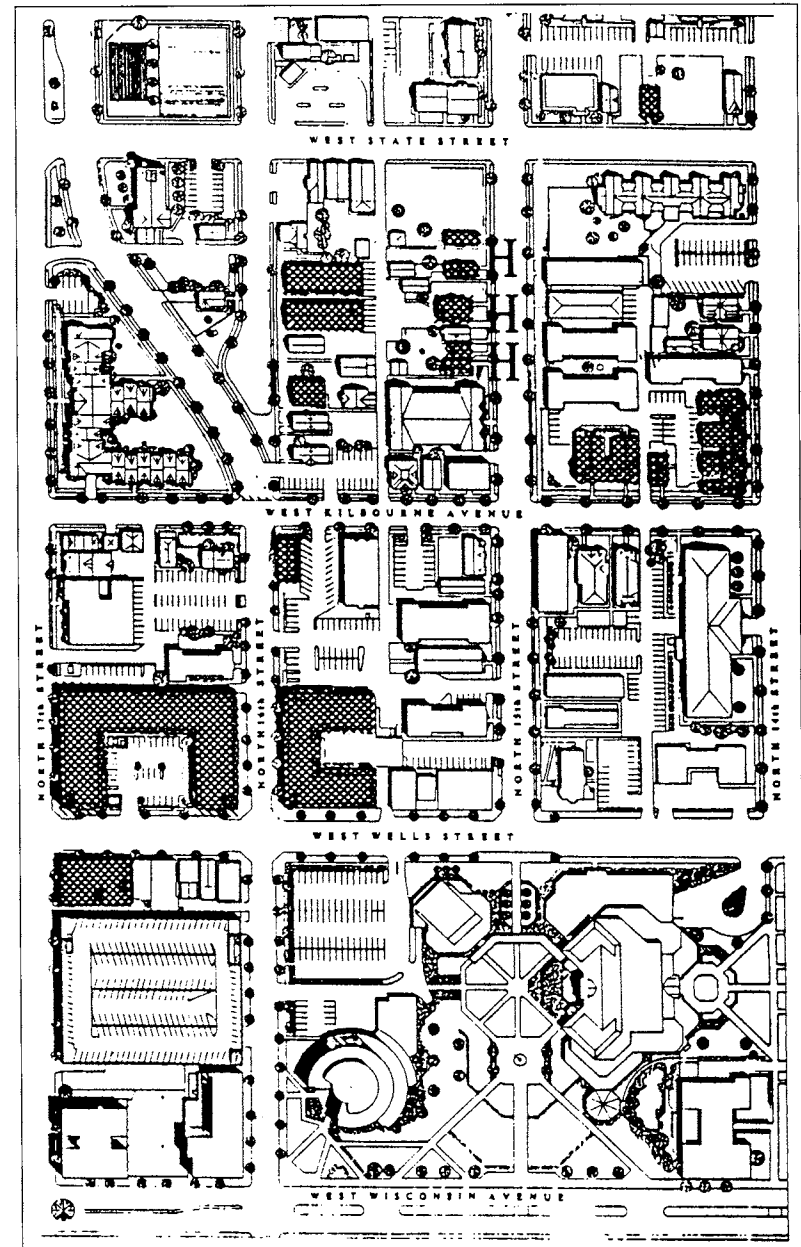 WEST STATE STREET
H
H
H
WEST KILBOURNE AVENUE
NORTH 17th STREET
NORTH 16th STREET
NORTH 15th STREET
NORTH 14th STREET
WEST WELLS STREET
WEST WISCONSIN AVENUE